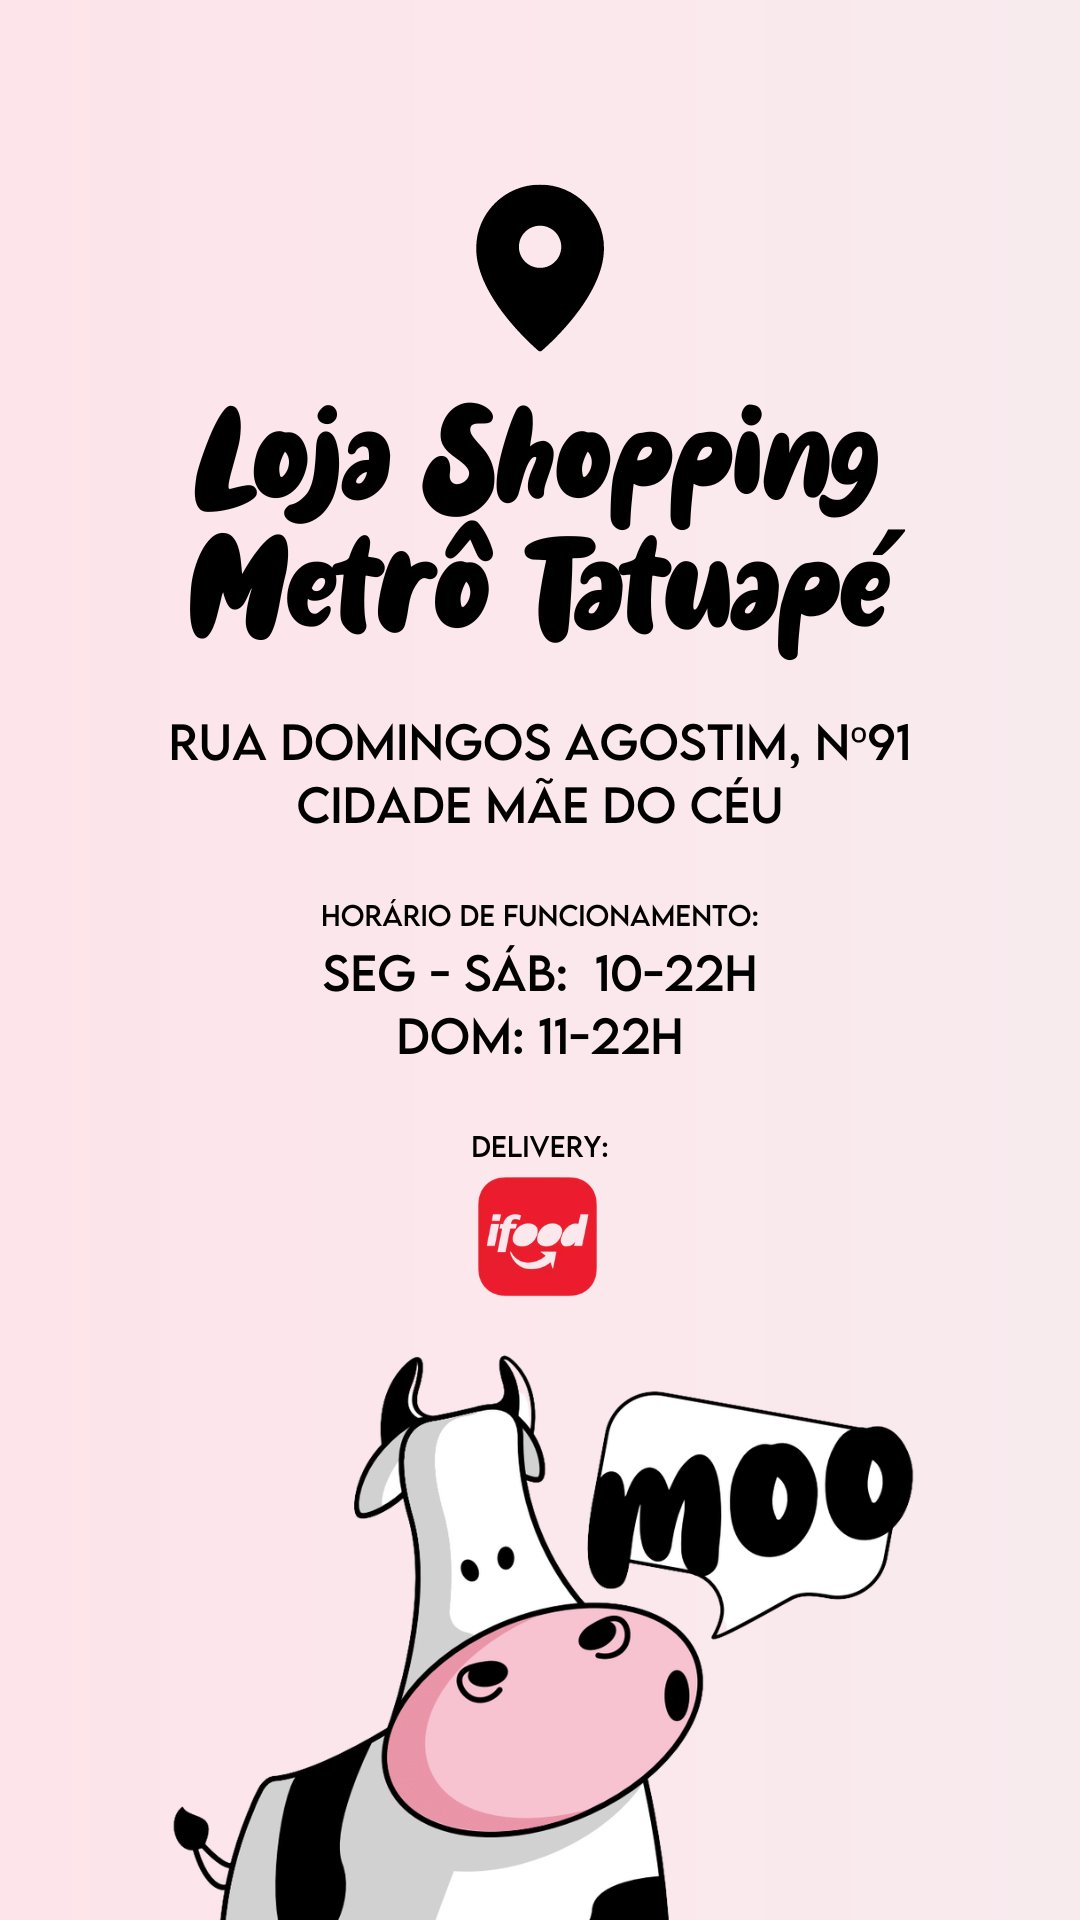 Loja Shopping
Metrô Tatuapé
RUA DOMINGOS AGOSTIM, Nº91
CIDADE MÃE DO CÉU
HORÁRIO DE FUNCIONAMENTO:
SEG - SÁB: 10-22H
DOM: 11-22H
DELIVERY:
ifood
MOO